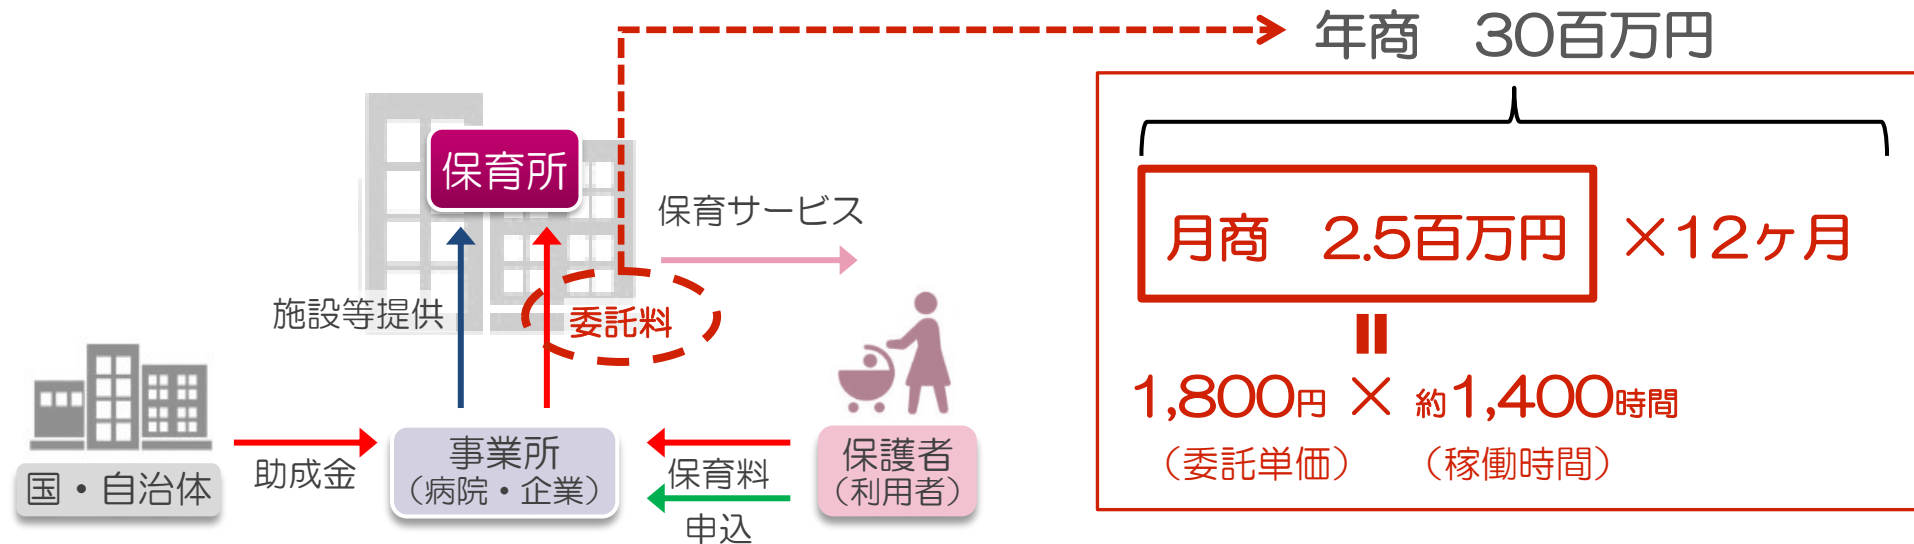 年商　30百万円
保育所
保育サービス
月商　2.5百万円 ×12ヶ月
施設等提供
委託料
1,800円 × 約1,400時間
（委託単価）（稼働時間）
国・自治体
助成金
事業所
（病院・企業）
保育料
申込
保護者
（利用者）